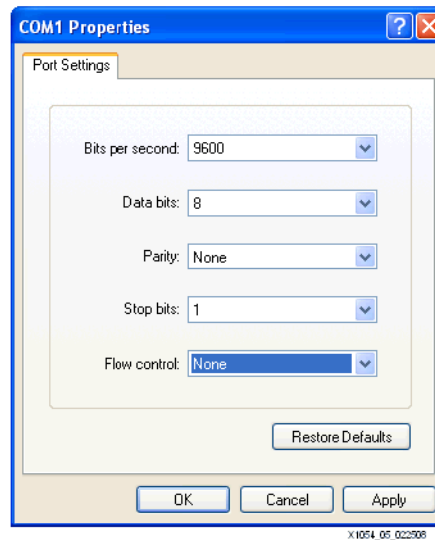 COM1 Properties
Port Settings
Bits per second: 9600
Data bits: 8
Parity: None
Stop bits: 1
Flow control: None
Restore Defaults
OK Cancel Apply
X1054_05_022508